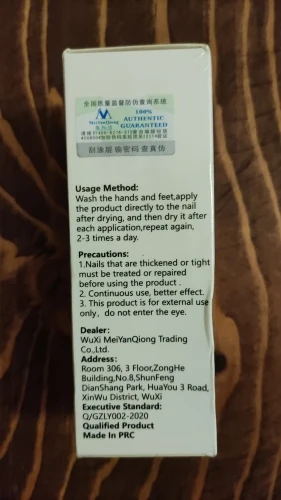 全国质量监督防伪查询系统
MeiYanQiong
100%
AUTHENTIC
GUARANTEED
刮涂层 输密码 查真伪
Usage Method:
Wash the hands and feet,apply
the product directly to the nail
after drying, and then dry it after
each application,repeat again,
2-3 times a day.
Precautions:
1.Nails that are thickened or tight
must be treated or repaired
before using the product .
2. Continuous use, better effect.
3. This product is for external use
only，do not enter the eye.
Dealer:
WuXi MeiYanQiong Trading
Co.,Ltd.
Address:
Room 306, 3 Floor,ZongHe
Building,No.8,ShunFeng
DianShang Park, HuaYou 3 Road,
XinWu District, WuXi
Executive Standard:
Q/GZLY002-2020
Qualified Product
Made In PRC